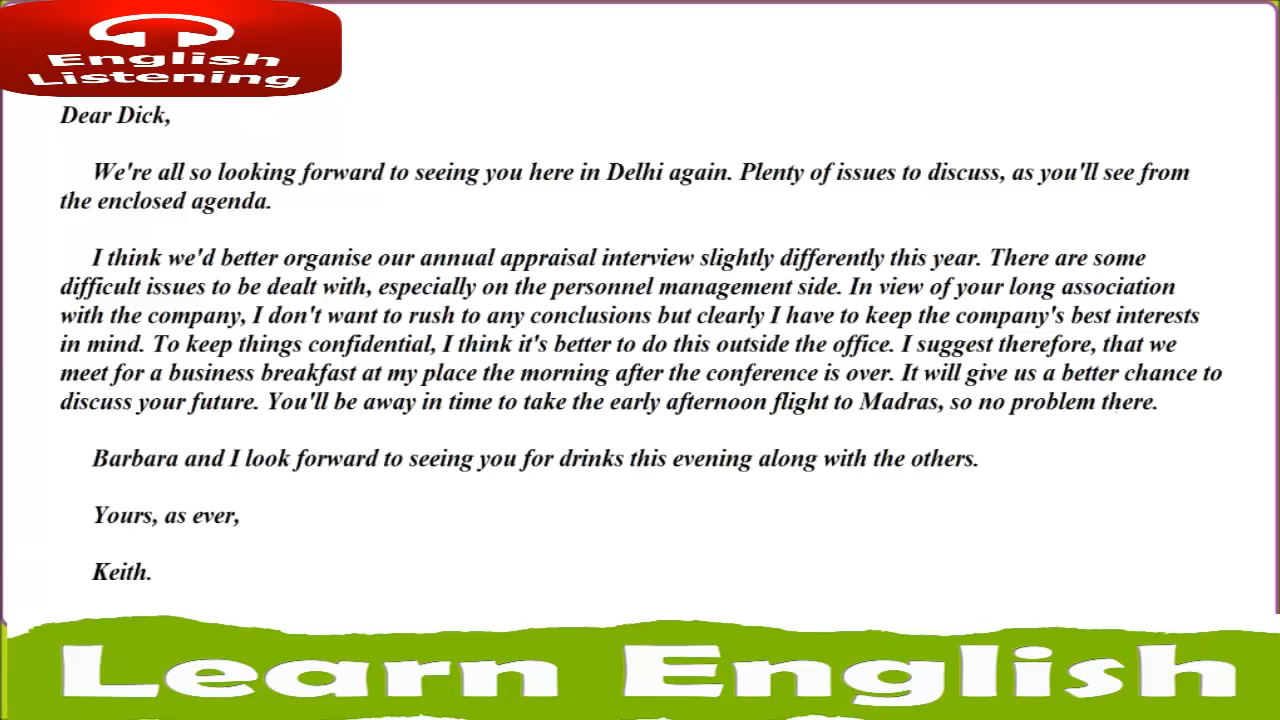 English
Listening
Dear Dick,
We're all so looking forward to seeing you here in Delhi again. Plenty of issues to discuss, as you'll see from
the enclosed agenda.
I think we'd better organise our annual appraisal interview slightly differently this year. There are some
difficult issues to be dealt with, especially on the personnel management side. In view of your long association
with the company, I don't want to rush to any conclusions but clearly I have to keep the company's best interests
in mind. To keep things confidential, I think it's better to do this outside the office. I suggest therefore, that we
meet for a business breakfast at my place the morning after the conference is over. It will give us a better chance to
discuss your future. You'll be away in time to take the early afternoon flight to Madras, so no problem there.
Barbara and I look forward to seeing you for drinks this evening along with the others.
Yours, as ever,
Keith.
Learn English